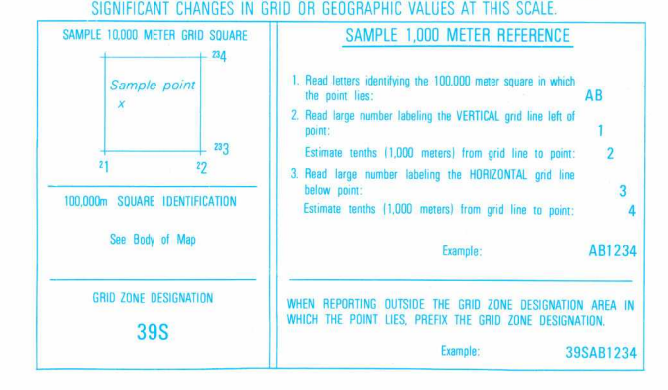 SIGNIFICANT CHANGES IN GRID OR GEOGRAPHIC VALUES AT THIS SCALE.
SAMPLE 10,000 METER GRID SQUARE
234
Sample point
x
233
21
22
100,000m SQUARE IDENTIFICATION
See Body of Map
GRID ZONE DESIGNATION
39S
SAMPLE 1,000 METER REFERENCE
1. Read letters identifying the 100.000 meter square in which
the point lies: AB
2. Read large number labeling the VERTICAL grid line left of
point: 1
Estimate tenths (1,000 meters) from grid line to point: 2
3. Read large number labeling the HORIZONTAL grid line
below point: 3
Estimate tenths (1,000 meters) from grid line to point: 4
Example: AB1234
WHEN REPORTING OUTSIDE THE GRID ZONE DESIGNATION AREA IN
WHICH THE POINT LIES, PREFIX THE GRID ZONE DESIGNATION.
Example: 39SAB1234